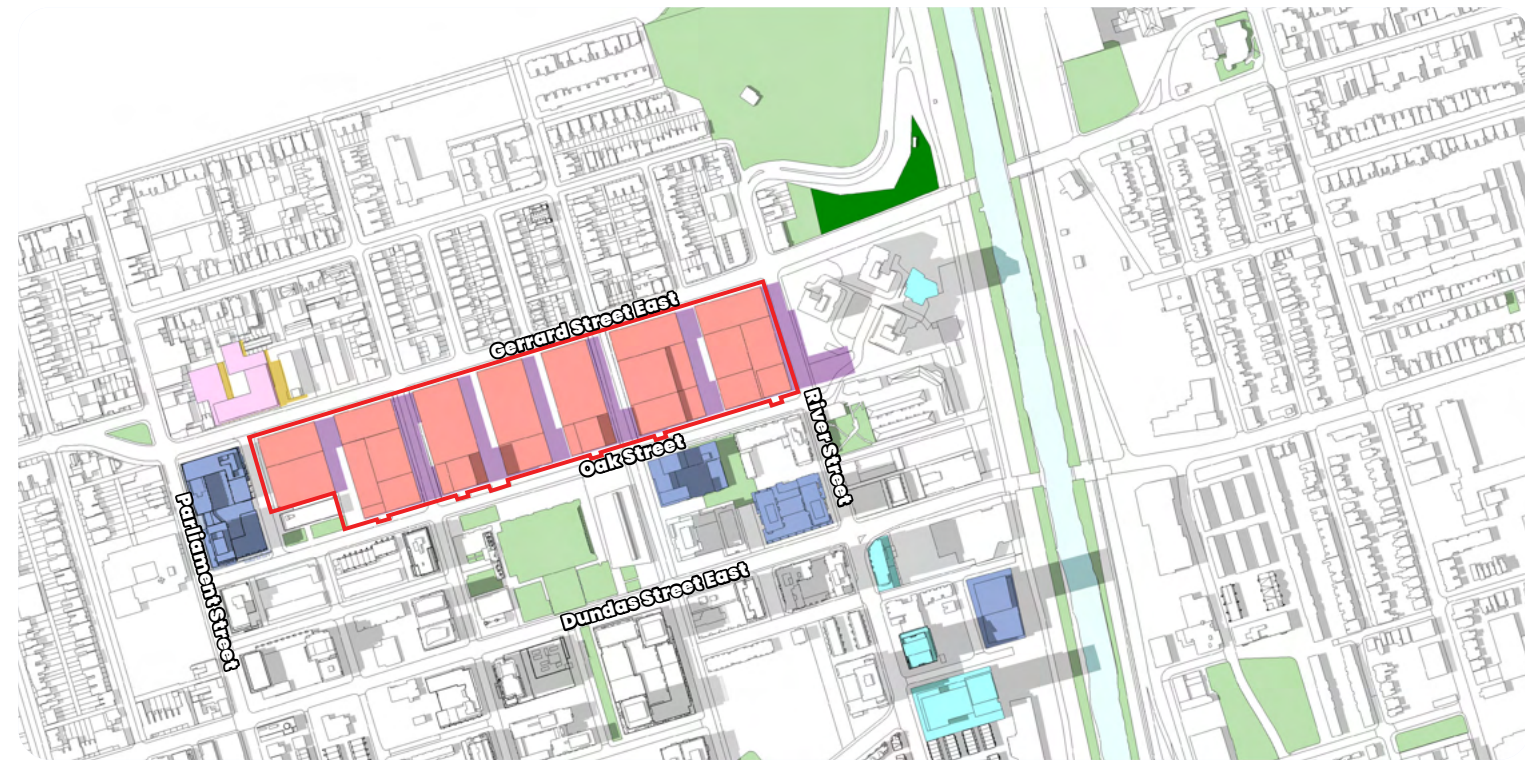 Gerrard Street East
River Street
Oak Street
Parliament Street
Dundas Street East